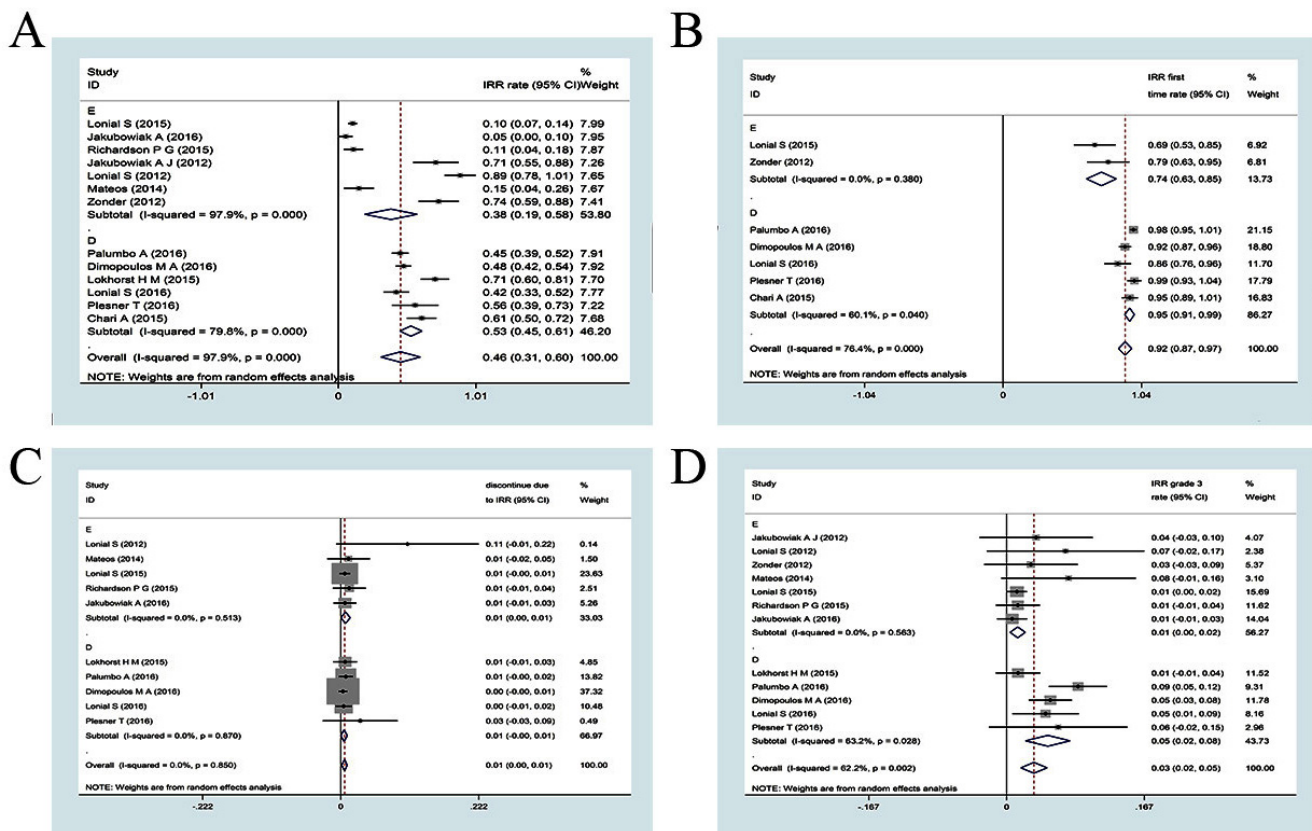 A
Study %
ID IRR rate (95% CI) Weight
E
Lonial S (2015) 0.10 (0.07, 0.14) 7.99
Jakubowiak A (2016) 0.05 (0.00, 0.10) 7.95
Richardson P G (2015) 0.11 (0.04, 0.18) 7.87
Jakubowiak A J (2012) 0.71 (0.55, 0.88) 7.26
Lonial S (2012) 0.89 (0.78, 1.01) 7.65
Mateos (2014) 0.15 (0.04, 0.26) 7.67
Zonder (2012) 0.74 (0.59, 0.88) 7.41
Subtotal (I-squared = 97.9%, p = 0.000) 0.38 (0.19, 0.58) 53.80
.
D
Palumbo A (2016) 0.45 (0.39, 0.52) 7.91
Dimopoulos M A (2016) 0.48 (0.42, 0.54) 7.92
Lokhorst H M (2015) 0.71 (0.60, 0.81) 7.70
Lonial S (2016) 0.42 (0.33, 0.52) 7.77
Plesner T (2016) 0.56 (0.39, 0.73) 7.22
Chari A (2015) 0.61 (0.50, 0.72) 7.68
Subtotal (I-squared = 79.8%, p = 0.000) 0.53 (0.45, 0.61) 46.20
.
Overall (I-squared = 97.9%, p = 0.000) 0.46 (0.31, 0.60) 100.00
NOTE: Weights are from random effects analysis
-1.01 0 1.01
B
Study IRR first %
ID time rate (95% CI) Weight
E
Lonial S (2015) 0.69 (0.53, 0.85) 6.92
Zonder (2012) 0.79 (0.63, 0.95) 6.81
Subtotal (I-squared = 0.0%, p = 0.380) 0.74 (0.63, 0.85) 13.73
.
D
Palumbo A (2016) 0.98 (0.95, 1.01) 21.15
Dimopoulos M A (2016) 0.92 (0.87, 0.96) 18.80
Lonial S (2016) 0.86 (0.76, 0.96) 11.70
Plesner T (2016) 0.99 (0.93, 1.04) 17.79
Chari A (2015) 0.95 (0.89, 1.01) 16.83
Subtotal (I-squared = 60.1%, p = 0.040) 0.95 (0.91, 0.99) 86.27
.
Overall (I-squared = 76.4%, p = 0.000) 0.92 (0.87, 0.97) 100.00
NOTE: Weights are from random effects analysis
-1.04 0 1.04
C
Study discontinue due %
ID to IRR (95% CI) Weight
E
Lonial S (2012) 0.11 (-0.01, 0.22) 0.14
Mateos (2014) 0.01 (-0.02, 0.05) 1.50
Lonial S (2015) 0.01 (-0.00, 0.01) 23.63
Richardson P G (2015) 0.01 (-0.01, 0.04) 2.51
Jakubowiak A (2016) 0.01 (-0.01, 0.03) 5.26
Subtotal (I-squared = 0.0%, p = 0.513) 0.01 (0.00, 0.01) 33.03
.
D
Lokhorst H M (2015) 0.01 (-0.01, 0.03) 4.85
Palumbo A (2016) 0.01 (-0.00, 0.02) 13.82
Dimopoulos M A (2016) 0.00 (-0.00, 0.01) 37.32
Lonial S (2016) 0.00 (-0.01, 0.02) 10.48
Plesner T (2016) 0.03 (-0.03, 0.09) 0.49
Subtotal (I-squared = 0.0%, p = 0.870) 0.01 (-0.00, 0.01) 66.97
.
Overall (I-squared = 0.0%, p = 0.850) 0.01 (0.00, 0.01) 100.00
NOTE: Weights are from random effects analysis
-.222 0 .222
D
Study IRR grade 3 %
ID rate (95% CI) Weight
E
Jakubowiak A J (2012) 0.04 (-0.03, 0.10) 4.07
Lonial S (2012) 0.07 (-0.02, 0.17) 2.38
Zonder (2012) 0.03 (-0.03, 0.09) 5.37
Mateos (2014) 0.08 (-0.01, 0.16) 3.10
Lonial S (2015) 0.01 (0.00, 0.02) 15.69
Richardson P G (2015) 0.01 (-0.01, 0.04) 11.62
Jakubowiak A (2016) 0.01 (-0.01, 0.03) 14.04
Subtotal (I-squared = 0.0%, p = 0.563) 0.01 (0.00, 0.02) 56.27
.
D
Lokhorst H M (2015) 0.01 (-0.01, 0.04) 11.52
Palumbo A (2016) 0.09 (0.05, 0.12) 9.31
Dimopoulos M A (2016) 0.05 (0.03, 0.08) 11.78
Lonial S (2016) 0.05 (0.01, 0.09) 8.16
Plesner T (2016) 0.06 (-0.02, 0.15) 2.96
Subtotal (I-squared = 63.2%, p = 0.028) 0.05 (0.02, 0.08) 43.73
.
Overall (I-squared = 62.2%, p = 0.002) 0.03 (0.02, 0.05) 100.00
NOTE: Weights are from random effects analysis
-.167 0 .167